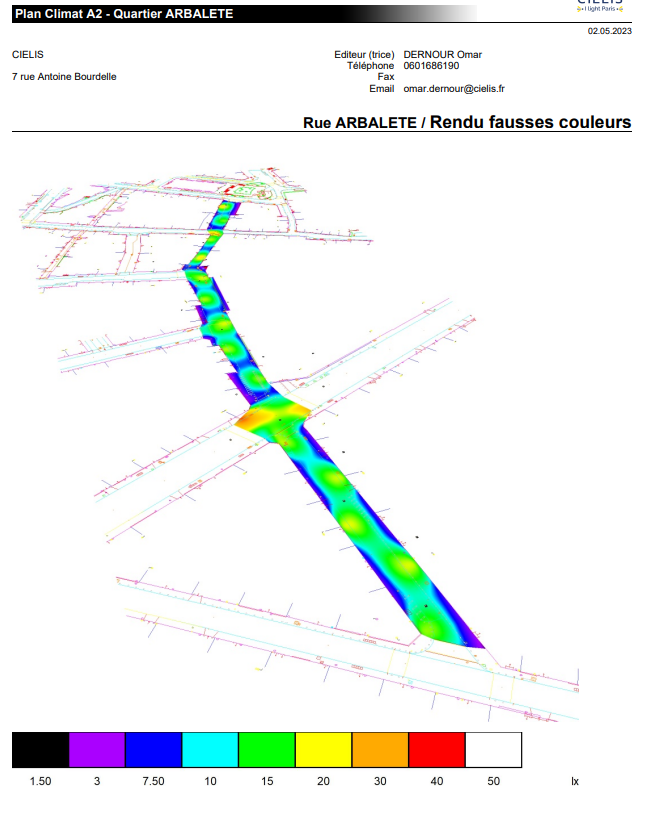 Plan Climat A2 - Quartier ARBALETE
CIELIS
light Paris
02.05.2023
CIELIS
7 rue Antoine Bourdelle
Editeur (trice) DERNOUR Omar
Téléphone 0601686190
Fax
Email omar.dernour@cielis.fr
Rue ARBALETE / Rendu fausses couleurs
1.50 3 7.50 10 15 20 30 40 50 lx